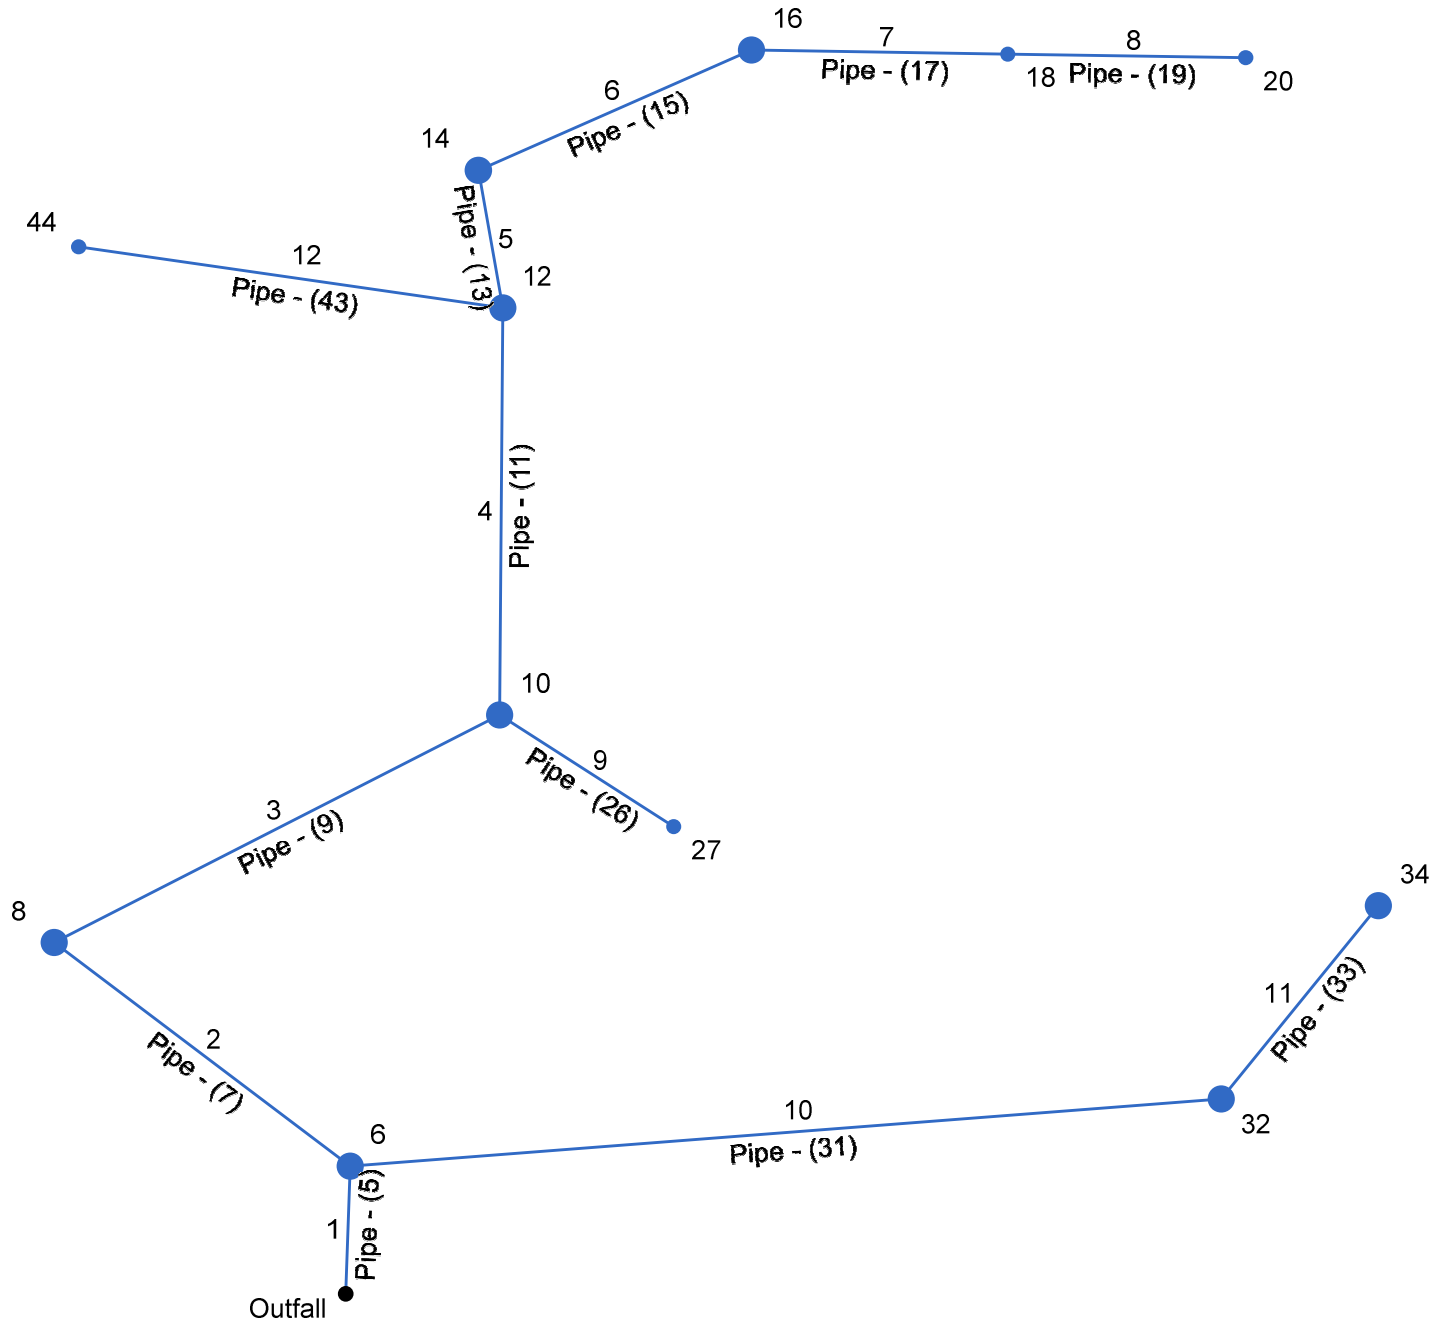 16
7
Pipe - (17)
18
8
Pipe - (19)
20
6
Pipe - (15)
14
Pipe - (13)
5
44
12
Pipe - (43)
12
4
Pipe - (11)
10
9
Pipe - (26)
27
3
Pipe - (9)
8
34
11
Pipe - (33)
32
2
Pipe - (7)
10
Pipe - (31)
6
1
Pipe - (5)
Outfall